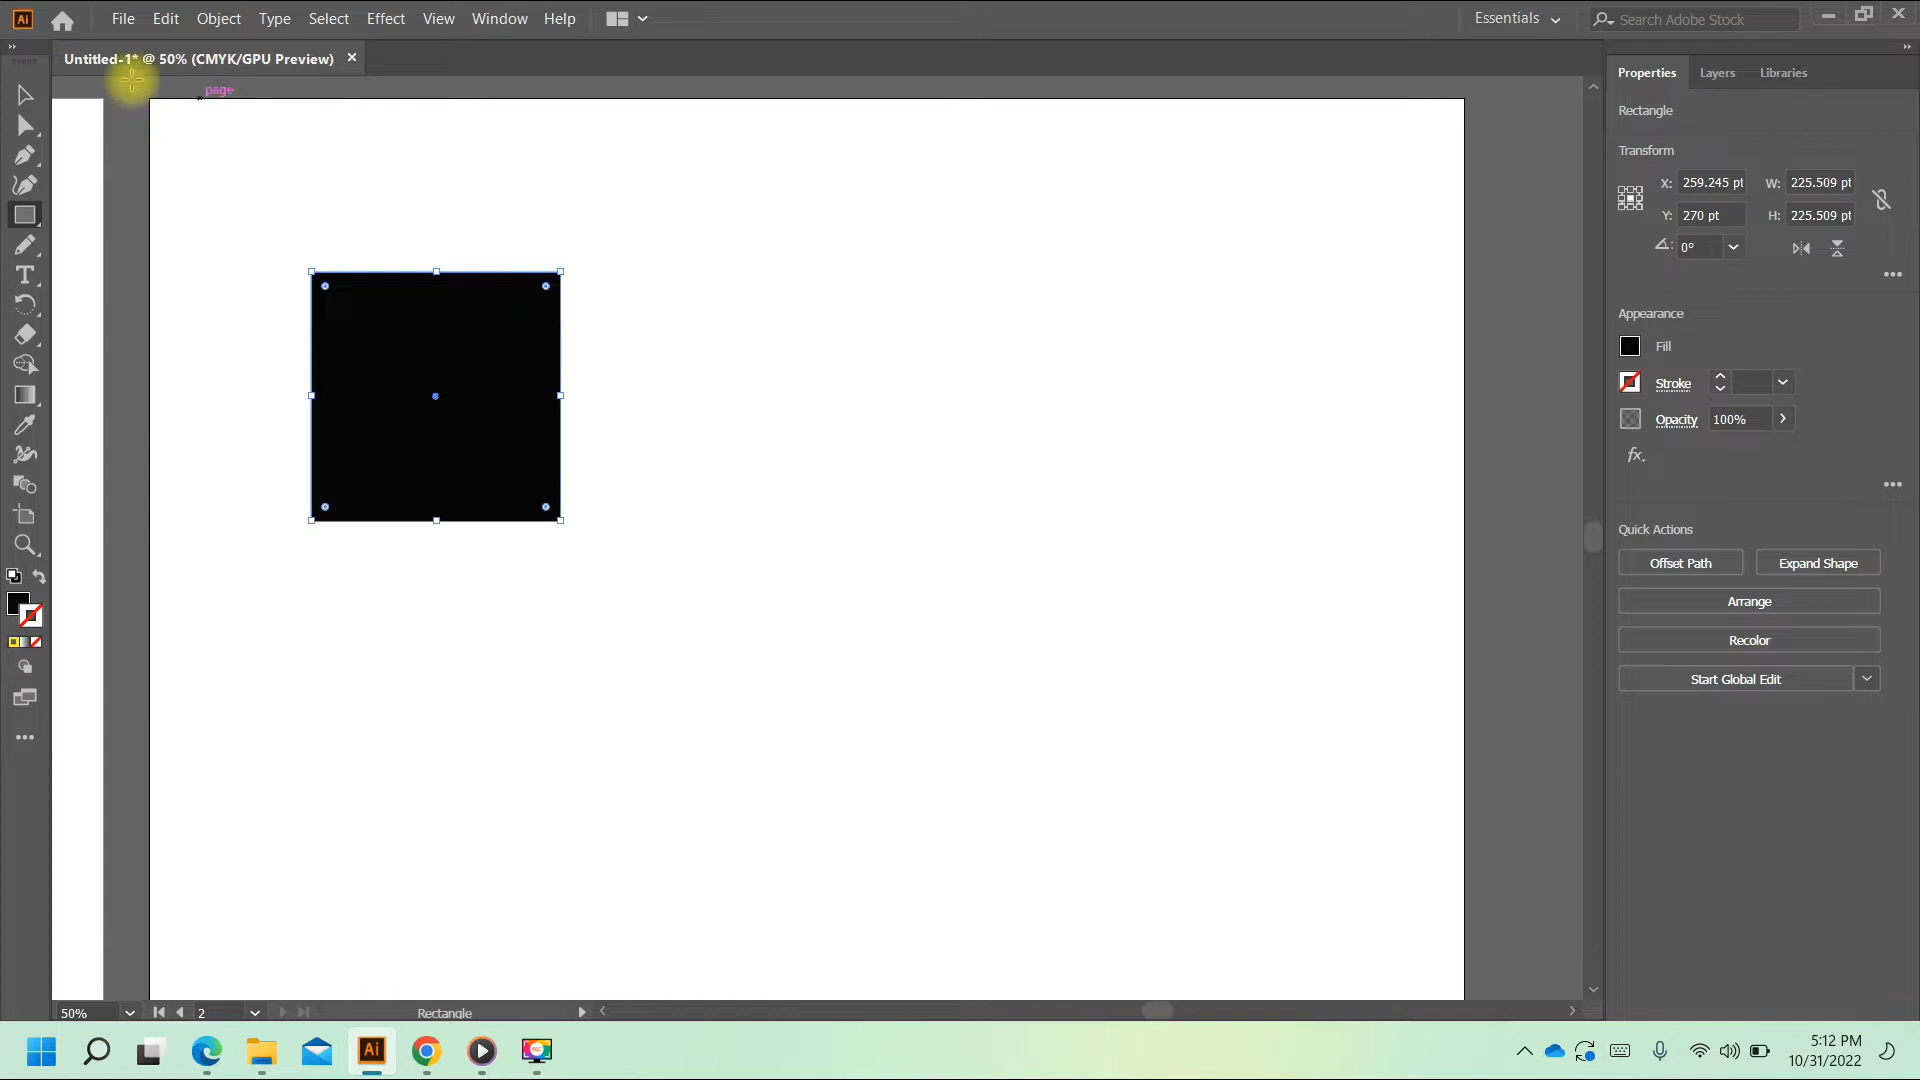 Ai File Edit Object Type Select Effect View Window Help Essentials Search Adobe Stock
Untitled-1* @ 50% (CMYK/GPU Preview)
page
Properties Layers Libraries
Rectangle
Transform
X: 259.245 pt W: 225.509 pt
Y: 270 pt H: 225.509 pt
0°
Appearance
Fill
Stroke
Opacity 100%
fx.
Quick Actions
Offset Path Expand Shape
Arrange
Recolor
Start Global Edit
50% 2 Rectangle
Ai
5:12 PM
10/31/2022